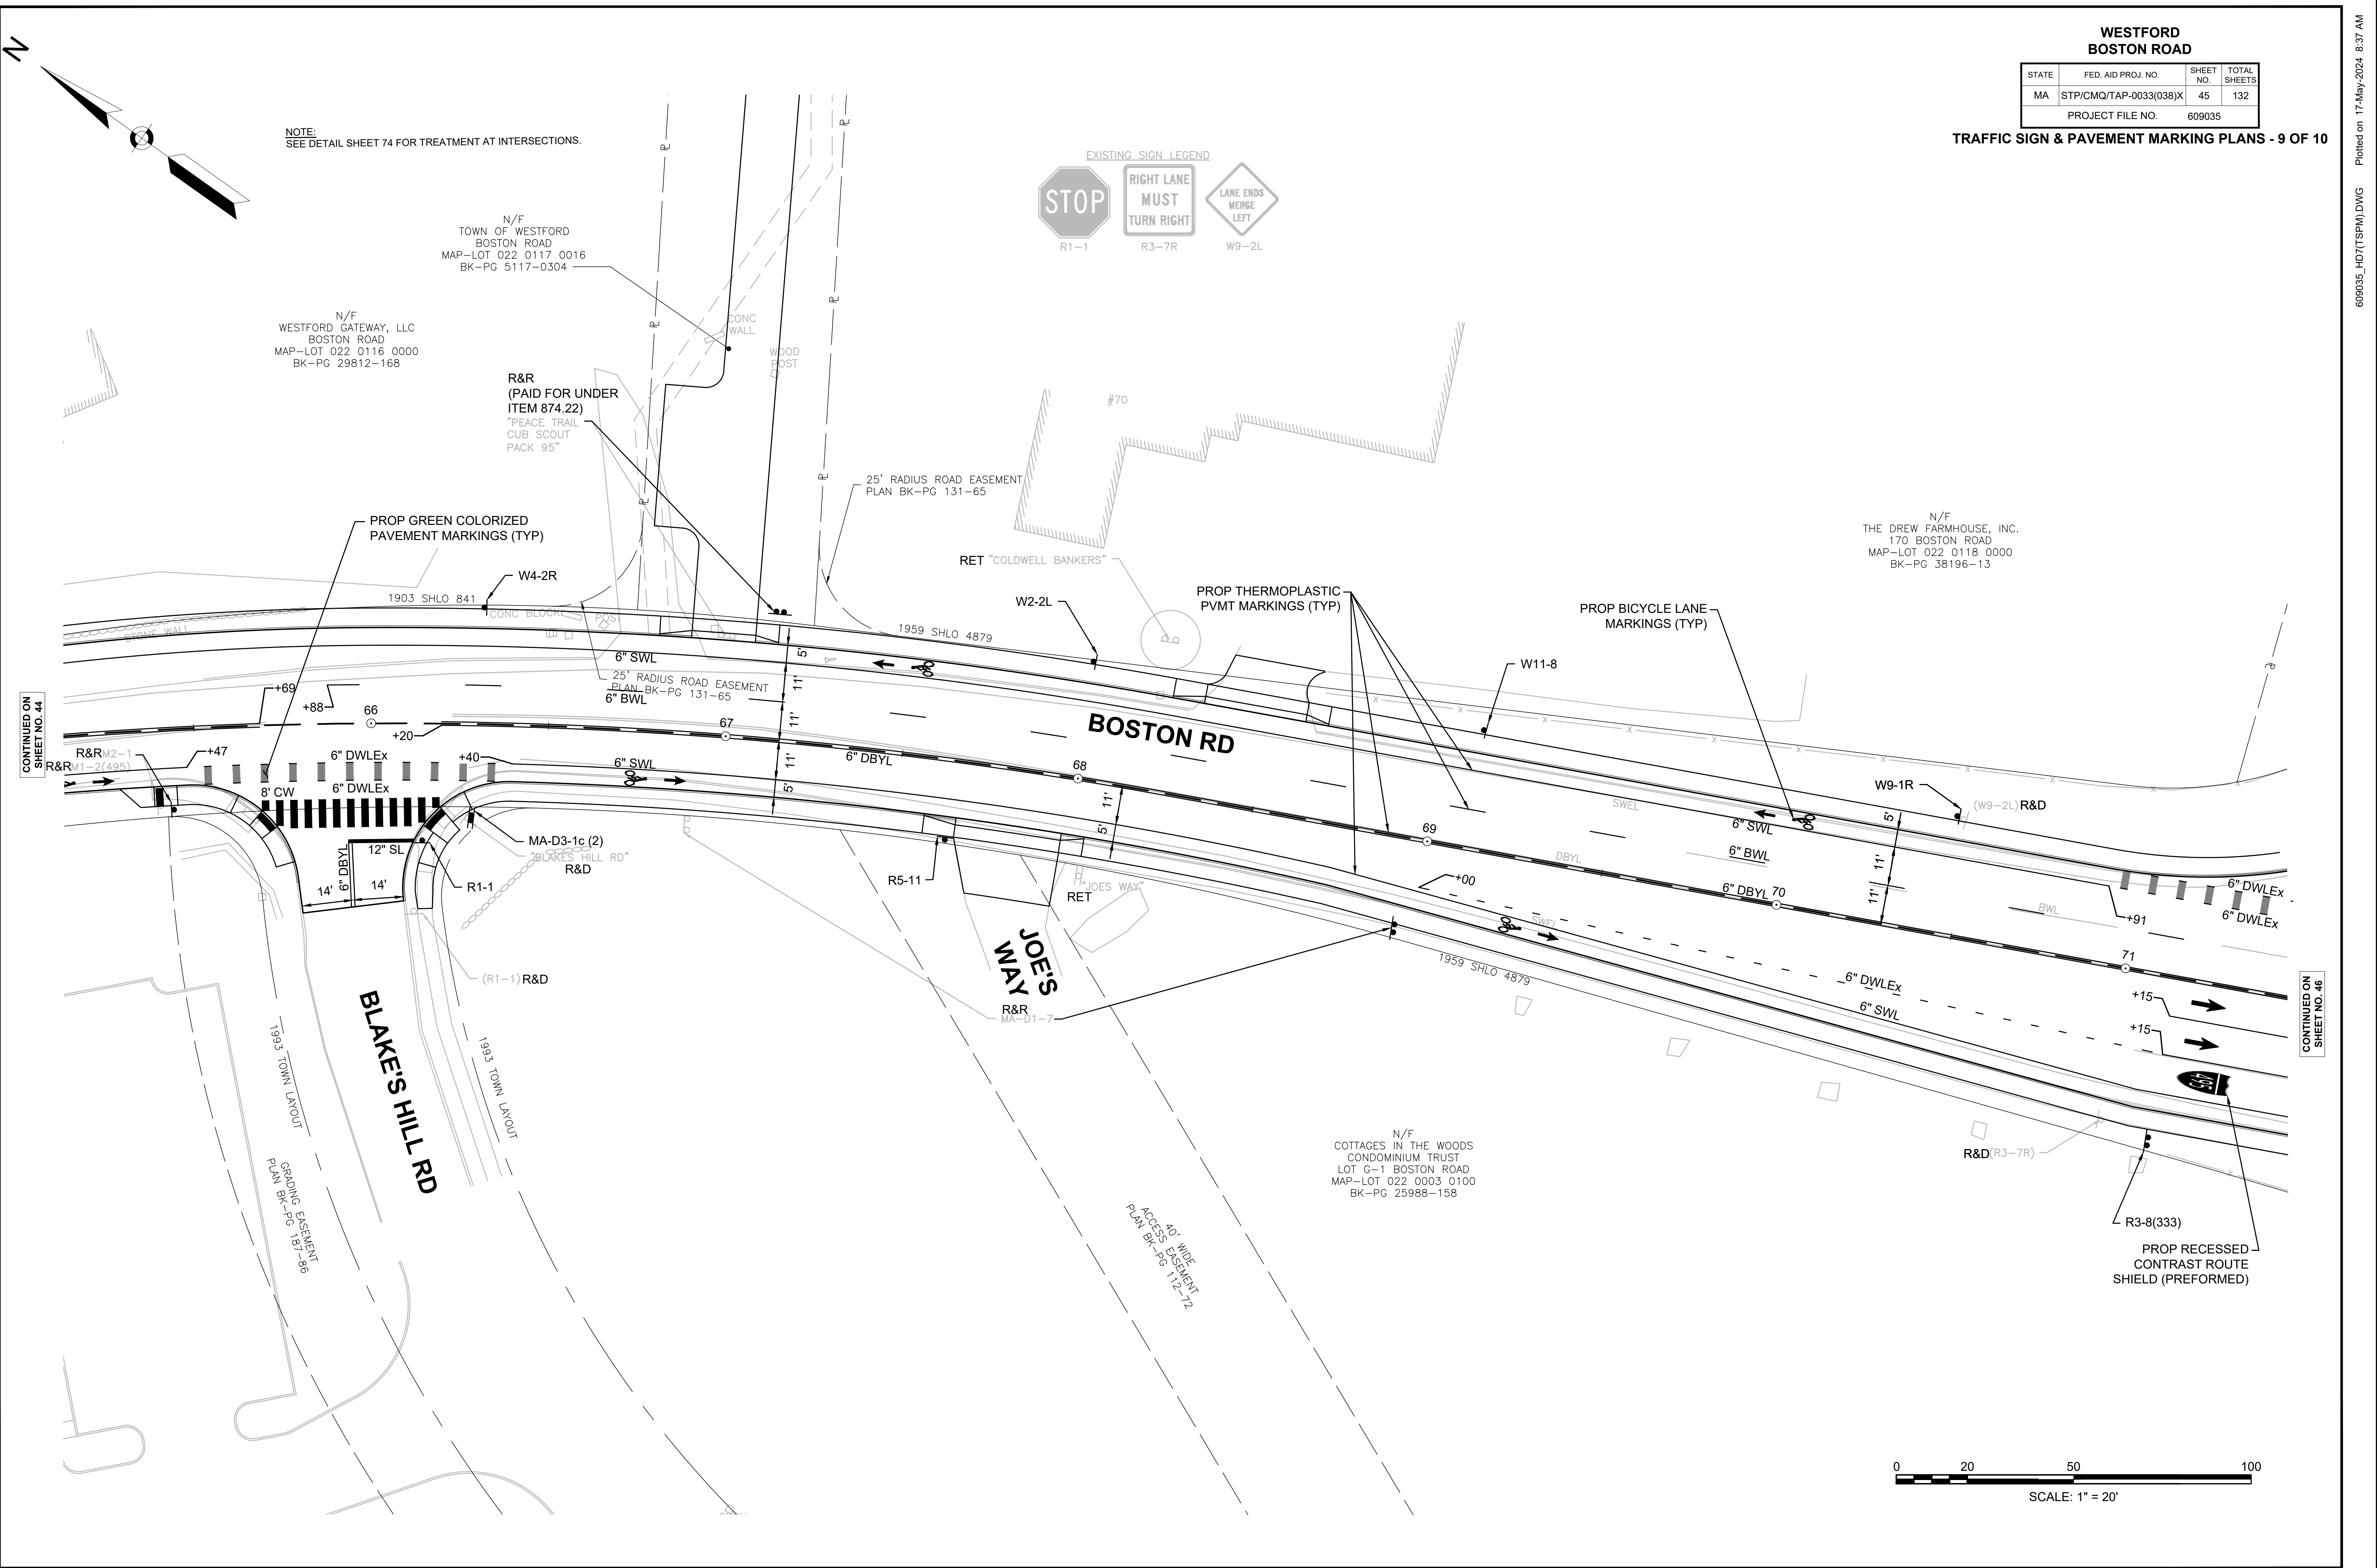 WESTFORD
BOSTON ROAD
STATE FED. AID PROJ. NO. SHEET NO. TOTAL SHEETS
MA STP/CMQ/TAP-0033(038)X 45 132
PROJECT FILE NO. 609035
TRAFFIC SIGN & PAVEMENT MARKING PLANS - 9 OF 10
609035_HD7(TSPM).DWG Plotted on 17-May-2024 8:37 AM
N
NOTE:
SEE DETAIL SHEET 74 FOR TREATMENT AT INTERSECTIONS.
EXISTING SIGN LEGEND
STOP
R1-1
RIGHT LANE
MUST
TURN RIGHT
R3-7R
LANE ENDS
MERGE
LEFT
W9-2L
N/F
TOWN OF WESTFORD
BOSTON ROAD
MAP-LOT 022 0117 0016
BK-PG 5117-0304
N/F
WESTFORD GATEWAY, LLC
BOSTON ROAD
MAP-LOT 022 0116 0000
BK-PG 29812-168
CONC
WALL
WOOD
POST
R&R
(PAID FOR UNDER
ITEM 874.22)
"PEACE TRAIL
CUB SCOUT
PACK 95"
#70
25' RADIUS ROAD EASEMENT
PLAN BK-PG 131-65
PROP GREEN COLORIZED
PAVEMENT MARKINGS (TYP)
N/F
THE DREW FARMHOUSE, INC.
170 BOSTON ROAD
MAP-LOT 022 0118 0000
BK-PG 38196-13
RET "COLDWELL BANKERS"
W4-2R
W2-2L
PROP THERMOPLASTIC
PVMT MARKINGS (TYP)
PROP BICYCLE LANE
MARKINGS (TYP)
1903 SHLO 841
CONC BLOCK
POST
STONE WALL
1959 SHLO 4879
6" SWL
25' RADIUS ROAD EASEMENT
PLAN BK-PG 131-65
6" BWL
5'
11'
11'
11'
5'
W11-8
+69
+88
66
+20
67
BOSTON RD
CONTINUED ON
SHEET NO. 44
R&R M2-1
R&R M1-2(495)
+47
6" DWLEx
+40
6" SWL
6" DBYL
68
8' CW
6" DWLEx
11'
5'
W9-1R
(W9-2L) R&D
SWEL
6" SWL
5'
69
MA-D3-1c (2)
"BLAKES HILL RD"
R&D
12" SL
6" DBYL
14'
14'
R1-1
6" BWL
DBYL
11'
11'
R5-11
"JOES WAY"
RET
+00
6" DBYL
70
6" DWLEx
6" DWLEx
BWL
+91
SWEL
JOE'S
WAY
(R1-1) R&D
1959 SHLO 4879
71
6" DWLEx
6" SWL
+15
+15
CONTINUED ON
SHEET NO. 46
R&R
MA-D1-7
BLAKE'S HILL RD
1993 TOWN LAYOUT
1993 TOWN LAYOUT
495
N/F
COTTAGES IN THE WOODS
CONDOMINIUM TRUST
LOT G-1 BOSTON ROAD
MAP-LOT 022 0003 0100
BK-PG 25988-158
R&D (R3-7R)
GRADING EASEMENT
PLAN BK-PG 187-86
40' WIDE
ACCESS EASEMENT
PLAN BK-PG 112-72
R3-8(333)
PROP RECESSED
CONTRAST ROUTE
SHIELD (PREFORMED)
0 20 50 100
SCALE: 1" = 20'